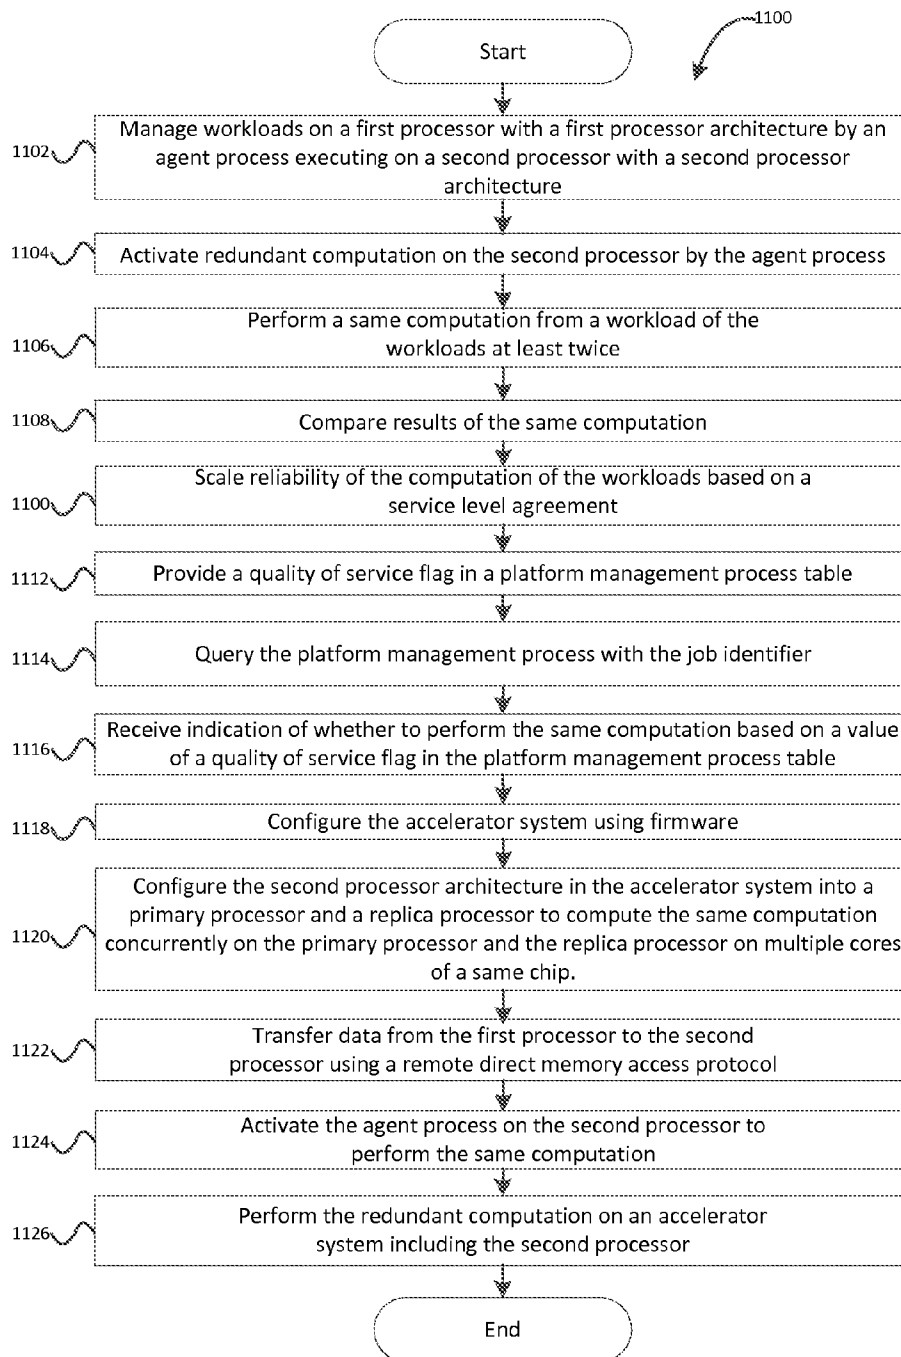 1100
Start
1102
Manage workloads on a first processor with a first processor architecture by an
agent process executing on a second processor with a second processor
architecture
1104
Activate redundant computation on the second processor by the agent process
1106
Perform a same computation from a workload of the
workloads at least twice
1108
Compare results of the same computation
1100
Scale reliability of the computation of the workloads based on a
service level agreement
1112
Provide a quality of service flag in a platform management process table
1114
Query the platform management process with the job identifier
1116
Receive indication of whether to perform the same computation based on a value
of a quality of service flag in the platform management process table
1118
Configure the accelerator system using firmware
1120
Configure the second processor architecture in the accelerator system into a
primary processor and a replica processor to compute the same computation
concurrently on the primary processor and the replica processor on multiple cores
of a same chip.
1122
Transfer data from the first processor to the second
processor using a remote direct memory access protocol
1124
Activate the agent process on the second processor to
perform the same computation
1126
Perform the redundant computation on an accelerator
system including the second processor
End